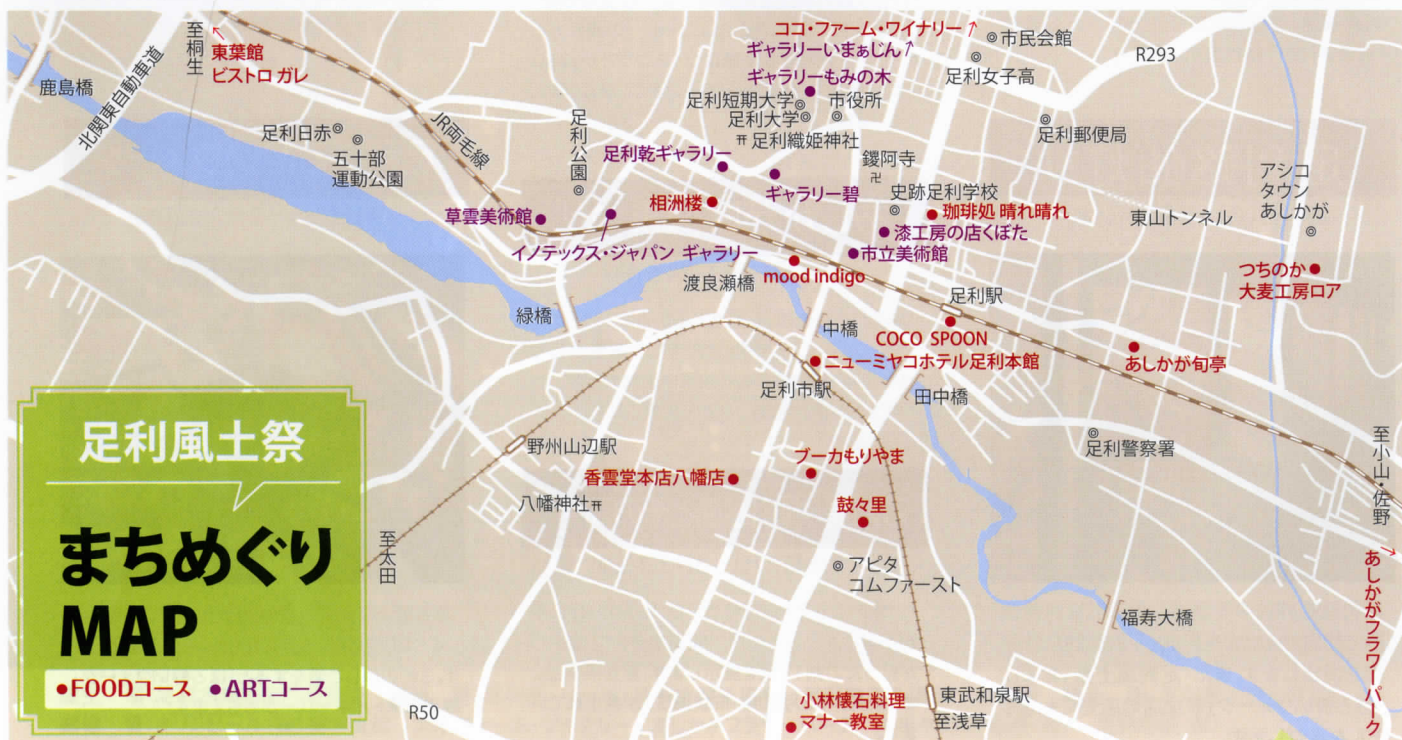 至桐生
↑
東葉館
ビストロ ガレ
ココ・ファーム・ワイナリー↑
ギャラリーいまぁじん↑
ギャラリーもみの木
市民会館
足利女子高
R293
鹿島橋
北関東自動車道
足利日赤
五十部
運動公園
JR両毛線
足利公園
足利短期大学
足利大学
市役所
足利織姫神社
足利郵便局
足利乾ギャラリー
ギャラリー碧
鑁阿寺
史跡足利学校
アシコ
タウン
あしかが
草雲美術館
相洲楼
珈琲処 晴れ晴れ
漆工房の店くぼた
東山トンネル
イノテックス・ジャパン ギャラリー
市立美術館
渡良瀬橋
mood indigo
つちのか
大麦工房ロア
足利駅
緑橋
中橋
COCO SPOON
ニューミヤコホテル足利本館
あしかが旬亭
足利市駅
田中橋
足利風土祭
まちめぐり
MAP
●FOODコース ●ARTコース
野州山辺駅
香雲堂本店八幡店
ブーカもりやま
足利警察署
至小山・佐野
八幡神社
鼓々里
至太田
アピタ
コムファースト
→
あしかがフラワーパーク
福寿大橋
小林懐石料理
マナー教室
東武和泉駅
至浅草
R50